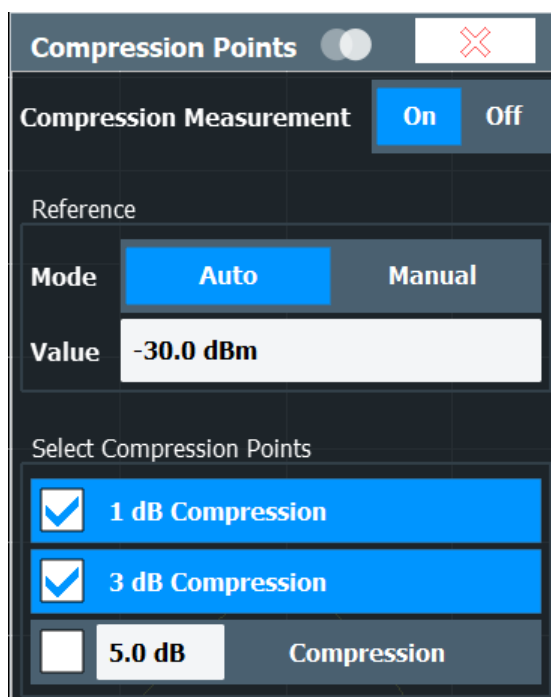 Compression Points
Compression Measurement On Off
Reference
Mode Auto Manual
Value -30.0 dBm
Select Compression Points
1 dB Compression
3 dB Compression
5.0 dB Compression